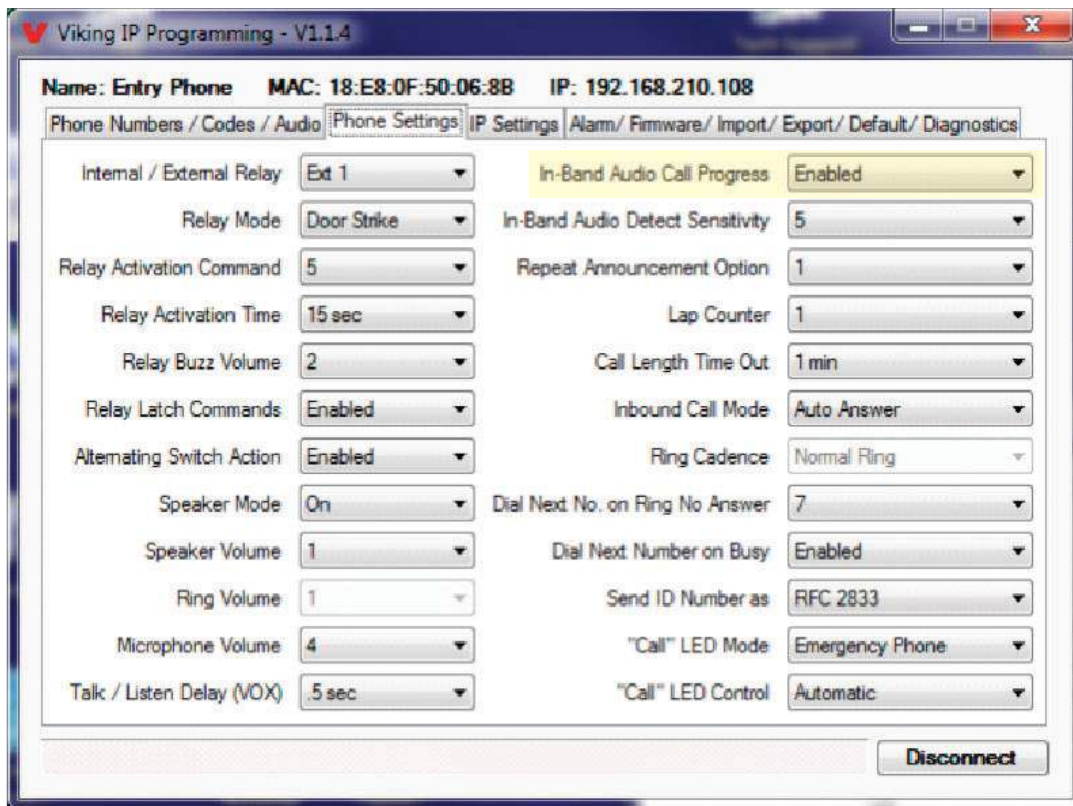 Viking IP Programming - V1.1.4
Name: Entry Phone MAC: 18:E8:0F:50:06:8B IP: 192.168.210.108
Phone Numbers / Codes / Audio Phone Settings IP Settings Alarm/ Firmware/ Import/ Export/ Default/ Diagnostics
Internal / External Relay Ext 1 In-Band Audio Call Progress Enabled
Relay Mode Door Strike In-Band Audio Detect Sensitivity 5
Relay Activation Command 5 Repeat Announcement Option 1
Relay Activation Time 15 sec Lap Counter 1
Relay Buzz Volume 2 Call Length Time Out 1 min
Relay Latch Commands Enabled Inbound Call Mode Auto Answer
Alternating Switch Action Enabled Ring Cadence Normal Ring
Speaker Mode On Dial Next No. on Ring No Answer 7
Speaker Volume 1 Dial Next Number on Busy Enabled
Ring Volume 1 Send ID Number as RFC 2833
Microphone Volume 4 "Call" LED Mode Emergency Phone
Talk / Listen Delay (VOX) .5 sec "Call" LED Control Automatic
Disconnect